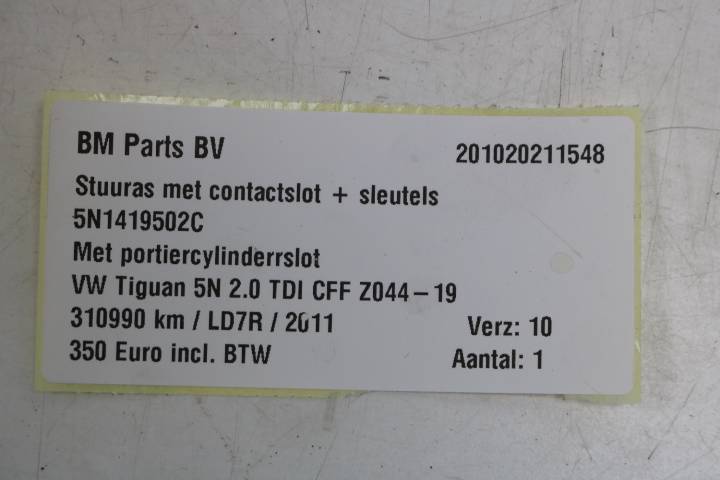 BM Parts BV 201020211548
Stuuras met contactslot + sleutels
5N1419502C
Met portiercylinderrslot
VW Tiguan 5N 2.0 TDI CFF Z044-19
310990 km / LD7R / 2011 Verz: 10
350 Euro incl. BTW Aantal: 1